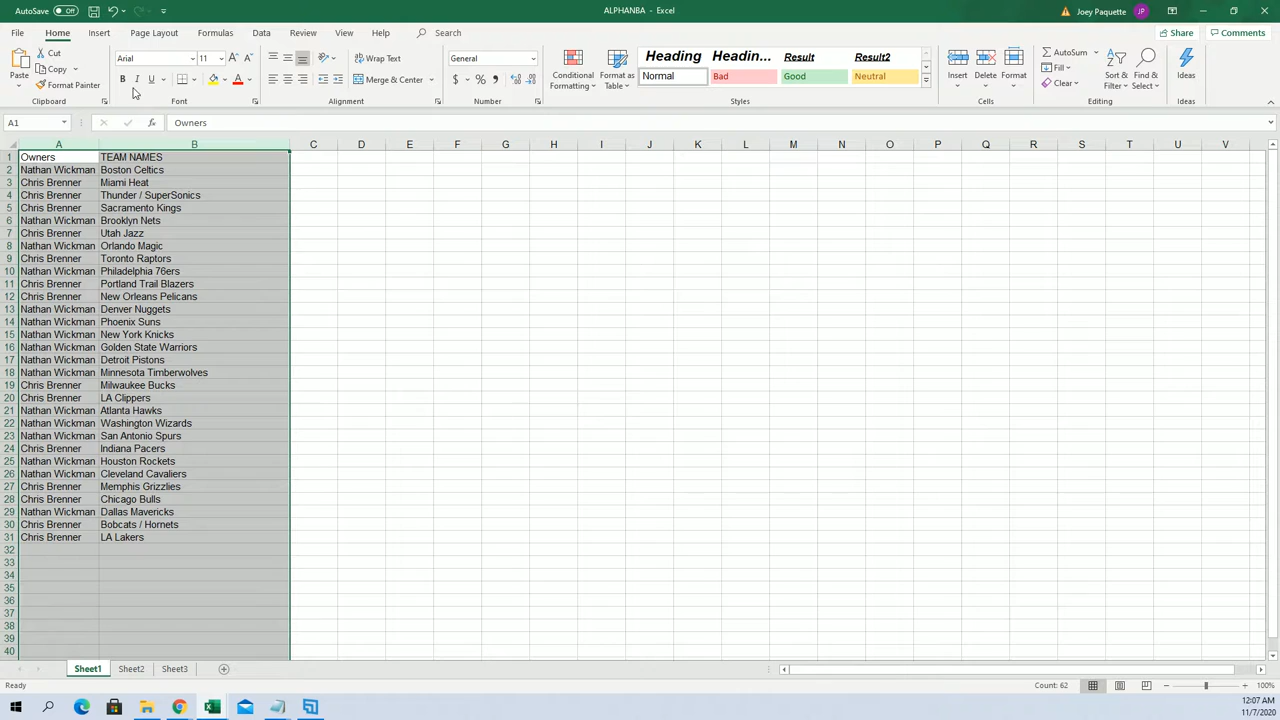 AutoSave Off ALPHANBA - Excel Joey Paquette JP
File Home Insert Page Layout Formulas Data Review View Help Search Share Comments
Cut
Copy
Format Painter
Paste
Clipboard
Arial 11
B I U
Font
Wrap Text
Merge & Center
Alignment
General
$ % ,
Number
Conditional Formatting
Format as Table
Heading Headin... Result Result2
Normal Bad Good Neutral
Styles
Insert Delete Format
Cells
AutoSum
Fill
Clear
Sort & Filter
Find & Select
Editing
Ideas
Ideas
A1 fx Owners
A B C D E F G H I J K L M N O P Q R S T U V
1 Owners TEAM NAMES
2 Nathan Wickman Boston Celtics
3 Chris Brenner Miami Heat
4 Chris Brenner Thunder / SuperSonics
5 Chris Brenner Sacramento Kings
6 Nathan Wickman Brooklyn Nets
7 Chris Brenner Utah Jazz
8 Nathan Wickman Orlando Magic
9 Chris Brenner Toronto Raptors
10 Nathan Wickman Philadelphia 76ers
11 Chris Brenner Portland Trail Blazers
12 Chris Brenner New Orleans Pelicans
13 Nathan Wickman Denver Nuggets
14 Nathan Wickman Phoenix Suns
15 Nathan Wickman New York Knicks
16 Nathan Wickman Golden State Warriors
17 Nathan Wickman Detroit Pistons
18 Nathan Wickman Minnesota Timberwolves
19 Chris Brenner Milwaukee Bucks
20 Chris Brenner LA Clippers
21 Nathan Wickman Atlanta Hawks
22 Nathan Wickman Washington Wizards
23 Nathan Wickman San Antonio Spurs
24 Chris Brenner Indiana Pacers
25 Nathan Wickman Houston Rockets
26 Nathan Wickman Cleveland Cavaliers
27 Chris Brenner Memphis Grizzlies
28 Chris Brenner Chicago Bulls
29 Nathan Wickman Dallas Mavericks
30 Chris Brenner Bobcats / Hornets
31 Chris Brenner LA Lakers
32
33
34
35
36
37
38
39
40
Sheet1 Sheet2 Sheet3
Ready Count: 62 100%
12:07 AM
11/7/2020